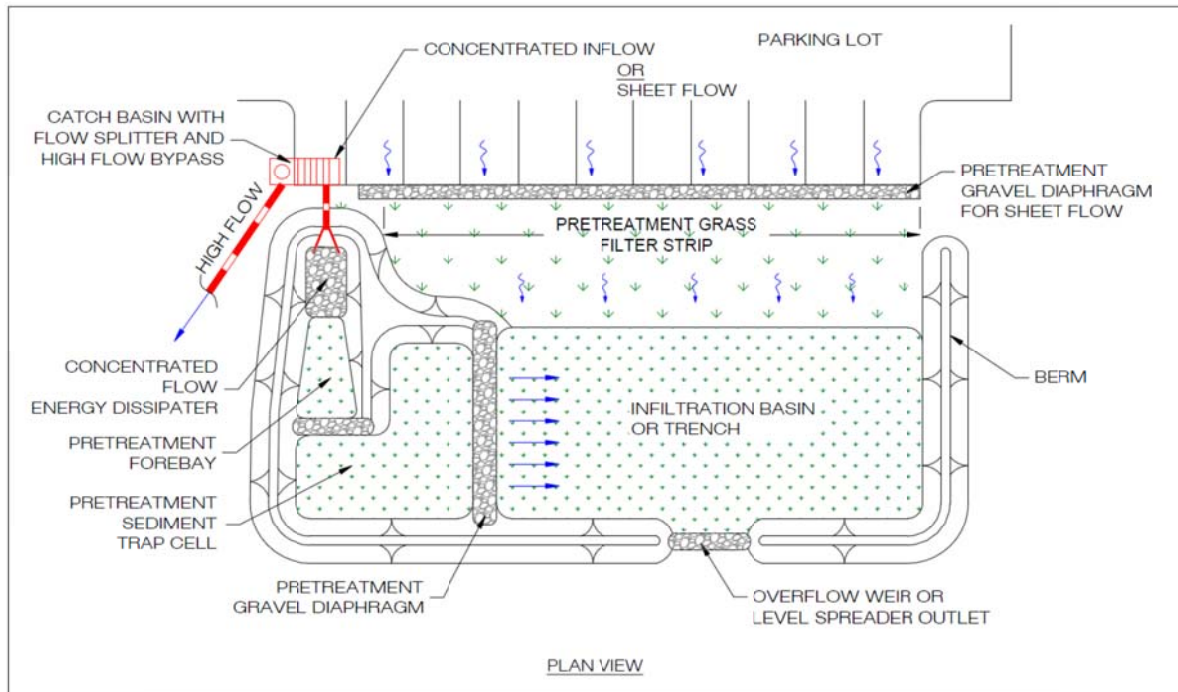 PARKING LOT
CONCENTRATED INFLOW
OR
SHEET FLOW
CATCH BASIN WITH
FLOW SPLITTER AND
HIGH FLOW BYPASS
PRETREATMENT
GRAVEL DIAPHRAGM
FOR SHEET FLOW
HIGH FLOW
PRETREATMENT GRASS
FILTER STRIP
CONCENTRATED
FLOW
ENERGY DISSIPATER
BERM
INFILTRATION BASIN
OR TRENCH
PRETREATMENT
FOREBAY
PRETREATMENT
SEDIMENT
TRAP CELL
PRETREATMENT
GRAVEL DIAPHRAGM
OVERFLOW WEIR OR
LEVEL SPREADER OUTLET
PLAN VIEW